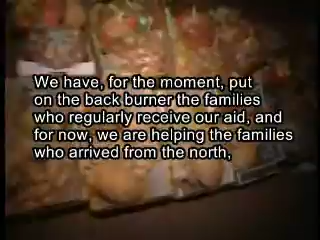 We have, for the moment, put
on the back burner the families
who regularly receive our aid, and
for now, we are helping the families
who arrived from the north,